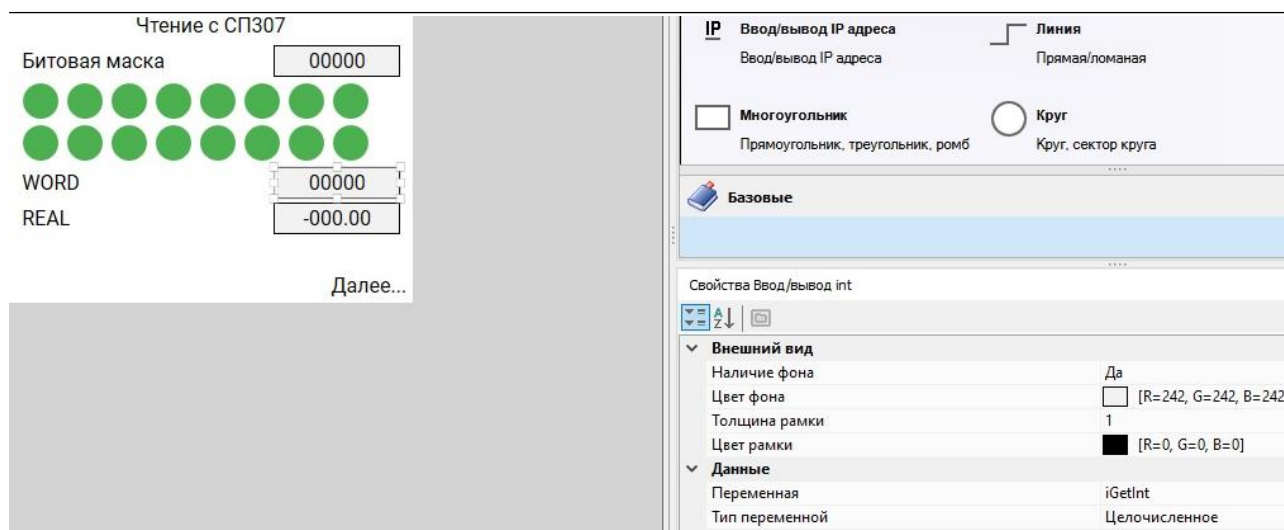 Чтение с СП307
Битовая маска 00000
WORD 00000
REAL -000.00
Далее...
IP Ввод/вывод IP адреса
Ввод/вывод IP адреса
Линия
Прямая/ломаная
Многоугольник
Прямоугольник, треугольник, ромб
Круг
Круг, сектор круга
Базовые
Свойства Ввод/вывод int
A
Z
Внешний вид
Наличие фона Да
Цвет фона [R=242, G=242, B=242
Толщина рамки 1
Цвет рамки [R=0, G=0, B=0]
Данные
Переменная iGetInt
Тип переменной Целочисленное